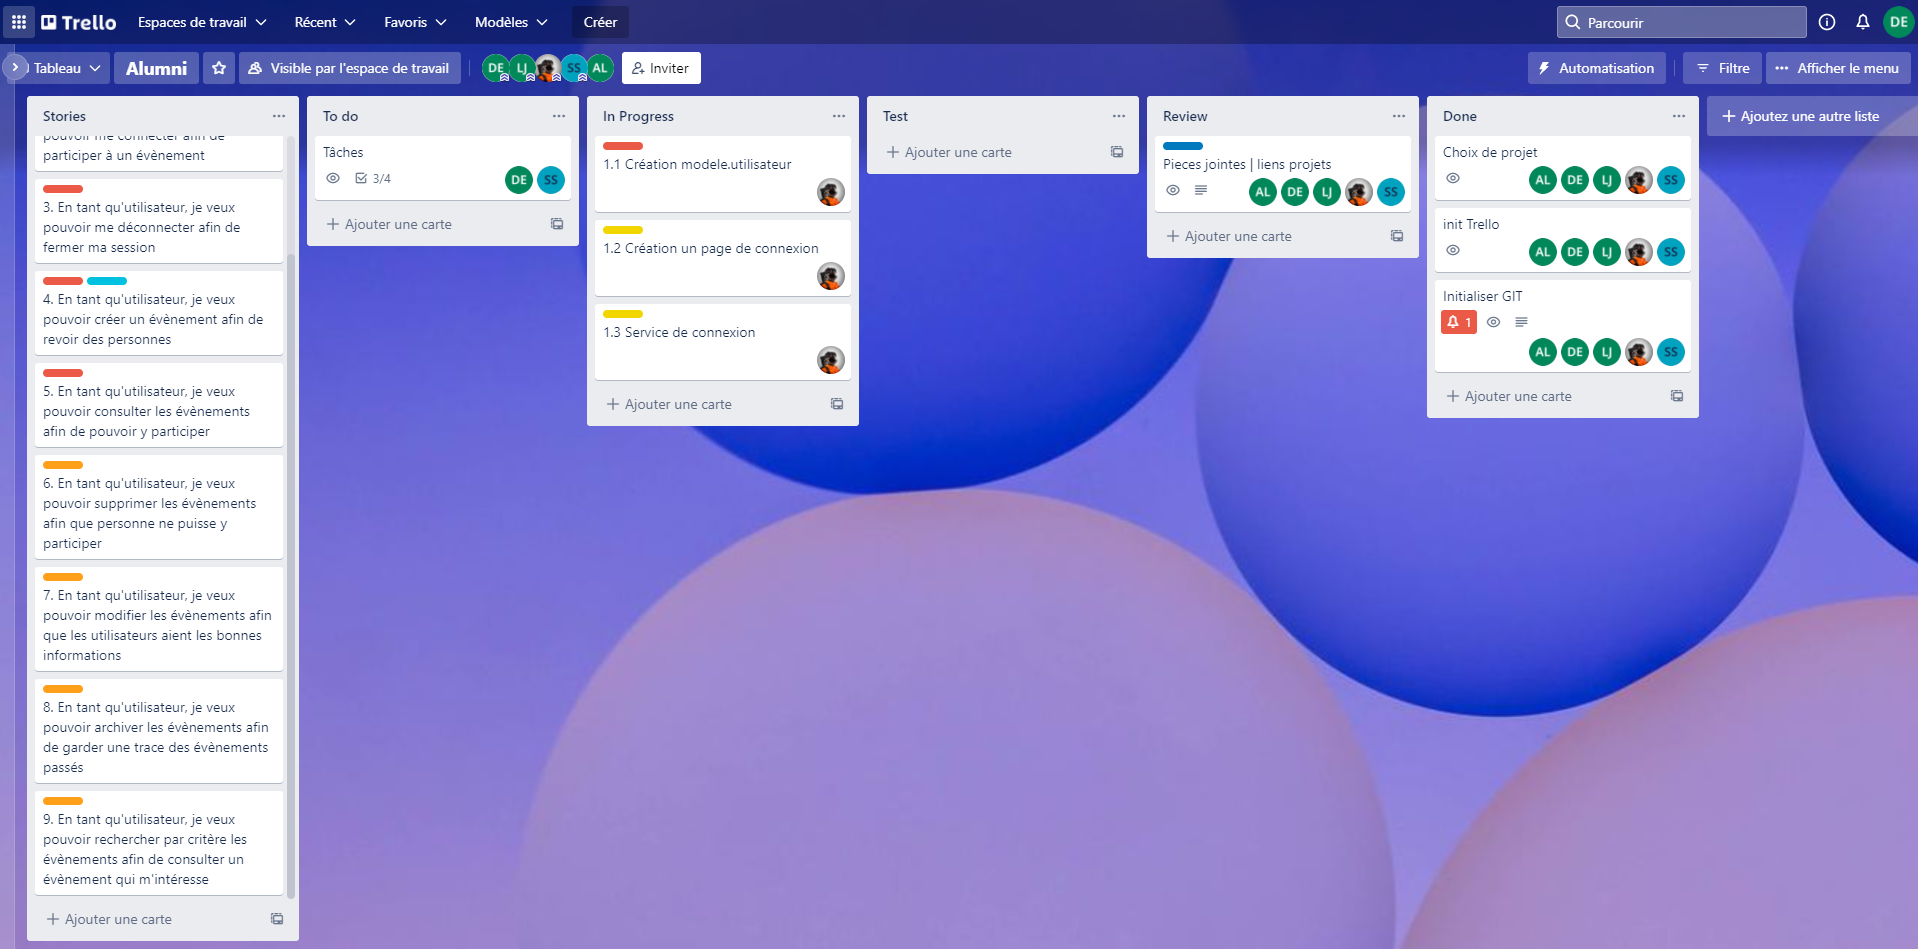 Trello
Espaces de travail
Récent
Favoris
Modèles
Créer
Parcourir
DE
Tableau
Alumni
Visible par l'espace de travail
DE LJ SS AL
Inviter
Automatisation
Filtre
Afficher le menu
Stories
pouvoir me connecter afin de
participer à un évènement
3. En tant qu'utilisateur, je veux
pouvoir me déconnecter afin de
fermer ma session
4. En tant qu'utilisateur, je veux
pouvoir créer un évènement afin de
revoir des personnes
5. En tant qu'utilisateur, je veux
pouvoir consulter les évènements
afin de pouvoir y participer
6. En tant qu'utilisateur, je veux
pouvoir supprimer les évènements
afin que personne ne puisse y
participer
7. En tant qu'utilisateur, je veux
pouvoir modifier les évènements afin
que les utilisateurs aient les bonnes
informations
8. En tant qu'utilisateur, je veux
pouvoir archiver les évènements afin
de garder une trace des évènements
passés
9. En tant qu'utilisateur, je veux
pouvoir rechercher par critère les
évènements afin de consulter un
évènement qui m'intéresse
+ Ajouter une carte
To do
Tâches
3/4
DE SS
+ Ajouter une carte
In Progress
1.1 Création modele.utilisateur
1.2 Création un page de connexion
1.3 Service de connexion
+ Ajouter une carte
Test
+ Ajouter une carte
Review
Pieces jointes | liens projets
AL DE LJ SS
+ Ajouter une carte
Done
Choix de projet
AL DE LJ SS
init Trello
AL DE LJ SS
Initialiser GIT
1
AL DE LJ SS
+ Ajouter une carte
+ Ajoutez une autre liste